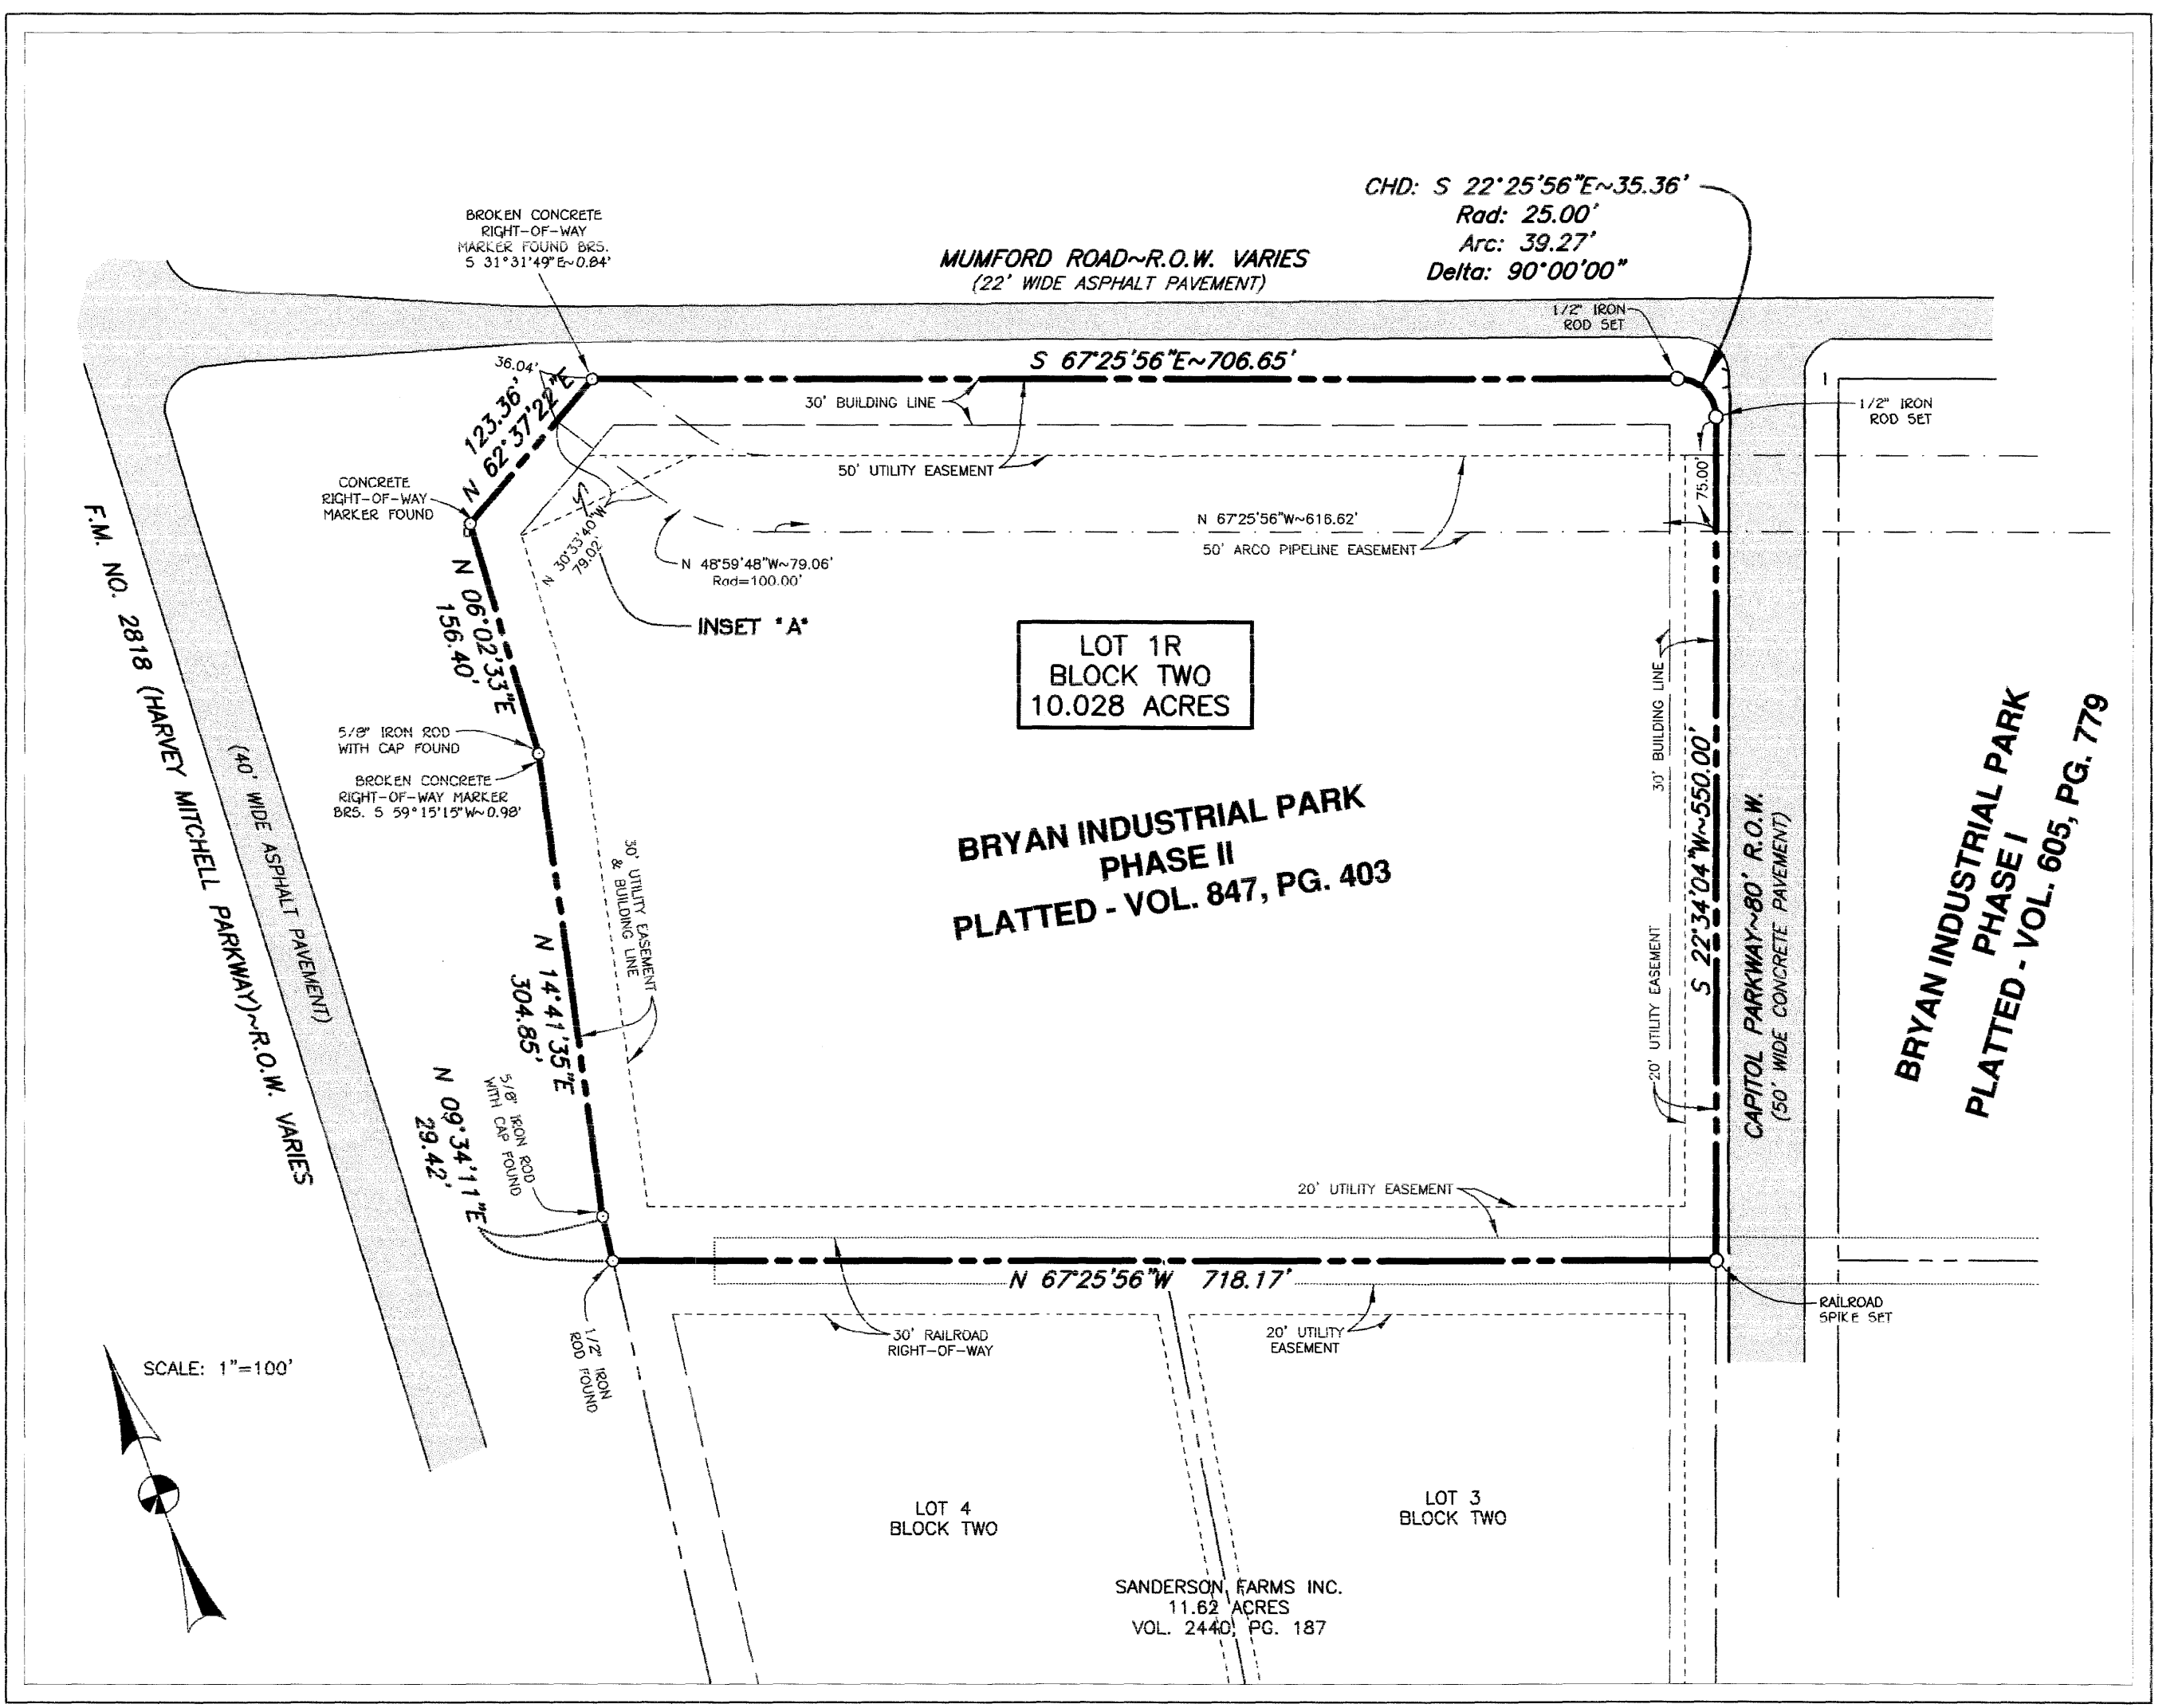 CHD: S 22°25'56"E~35.36'
Rad: 25.00'
Arc: 39.27'
Delta: 90°00'00"
BROKEN CONCRETE
RIGHT-OF-WAY
MARKER FOUND BRS.
S 31°31'49"E~0.84'
MUMFORD ROAD~R.O.W. VARIES
(22' WIDE ASPHALT PAVEMENT)
1/2" IRON
ROD SET
S 67°25'56"E~706.65'
36.04'
123.36'
N 62°37'22"E
30' BUILDING LINE
1/2" IRON
ROD SET
75.00'
50' UTILITY EASEMENT
CONCRETE
RIGHT-OF-WAY
MARKER FOUND
N 67°25'56"W~616.62'
50' ARCO PIPELINE EASEMENT
N 30°33'40"W
79.02'
N 48°59'48"W~79.06'
Rad=100.00'
INSET "A"
N 06°02'33"E
156.40'
LOT 1R
BLOCK TWO
10.028 ACRES
F.M. NO. 2818 (HARVEY MITCHELL PARKWAY)~R.O.W. VARIES
(40' WIDE ASPHALT PAVEMENT)
5/8" IRON ROD
WITH CAP FOUND
BROKEN CONCRETE
RIGHT-OF-WAY MARKER
BRS. S 59°15'15"W~0.98'
30' UTILITY EASEMENT
& BUILDING LINE
BRYAN INDUSTRIAL PARK
PHASE II
PLATTED - VOL. 847, PG. 403
30' BUILDING LINE
S 22°34'04"W~550.00'
20' UTILITY EASEMENT
CAPITOL PARKWAY~80' R.O.W.
(50' WIDE CONCRETE PAVEMENT)
BRYAN INDUSTRIAL PARK
PHASE I
PLATTED - VOL. 605, PG. 779
N 14°41'35"E
304.85'
5/8" IRON ROD
WITH CAP FOUND
N 09°34'11"E
29.42'
20' UTILITY EASEMENT
N 67°25'56"W 718.17'
RAILROAD
SPIKE SET
1/2" IRON
ROD FOUND
30' RAILROAD
RIGHT-OF-WAY
20' UTILITY
EASEMENT
SCALE: 1"=100'
LOT 4
BLOCK TWO
LOT 3
BLOCK TWO
SANDERSON FARMS INC.
11.62 ACRES
VOL. 2440, PG. 187